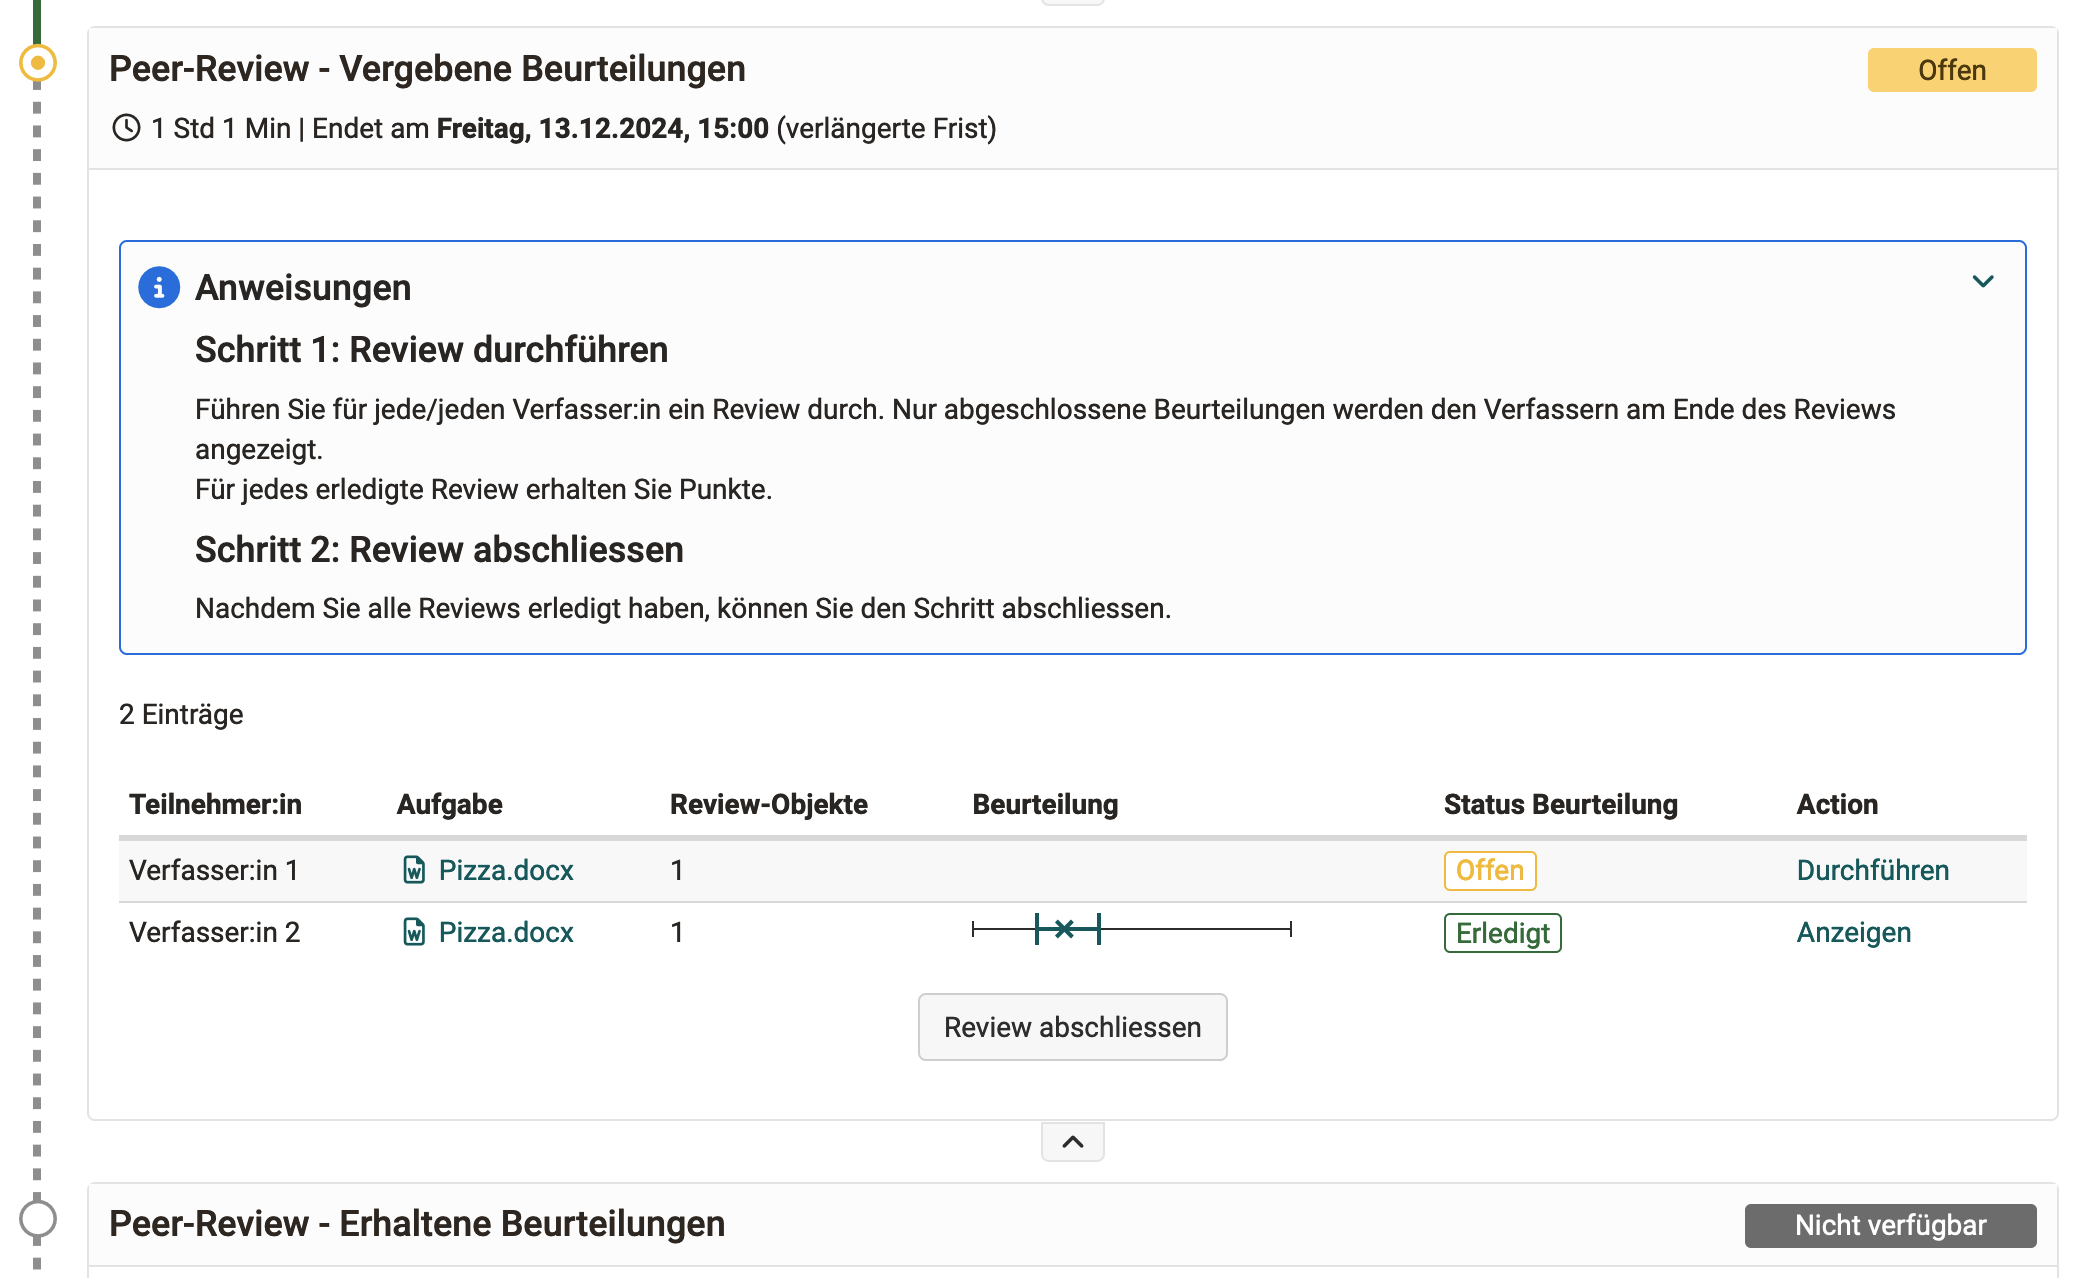 Peer-Review - Vergebene Beurteilungen
Offen
1 Std 1 Min | Endet am Freitag, 13.12.2024, 15:00 (verlängerte Frist)
Anweisungen
Schritt 1: Review durchführen
Führen Sie für jede/jeden Verfasser:in ein Review durch. Nur abgeschlossene Beurteilungen werden den Verfassern am Ende des Reviews
angezeigt.
Für jedes erledigte Review erhalten Sie Punkte.
Schritt 2: Review abschliessen
Nachdem Sie alle Reviews erledigt haben, können Sie den Schritt abschliessen.
2 Einträge
Teilnehmer:in Aufgabe Review-Objekte Beurteilung Status Beurteilung Action
Verfasser:in 1 Pizza.docx 1 Offen Durchführen
Verfasser:in 2 Pizza.docx 1 Erledigt Anzeigen
Review abschliessen
Peer-Review - Erhaltene Beurteilungen
Nicht verfügbar